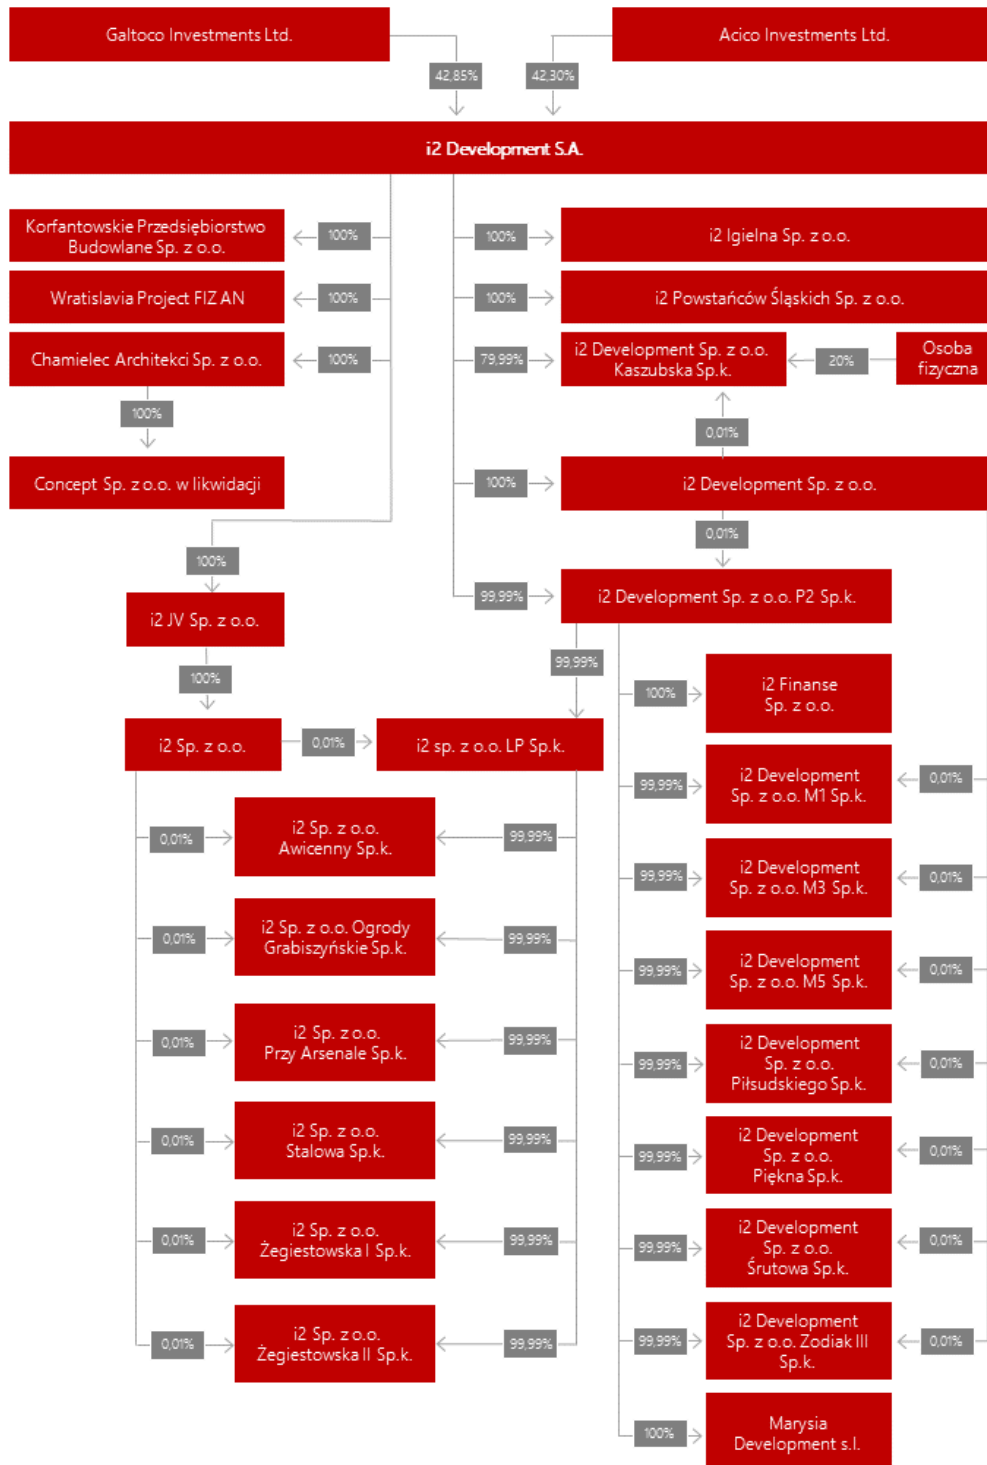 Galtoco Investments Ltd.
Acico Investments Ltd.
42,85%
42,30%
i2 Development S.A.
Korfantowskie Przedsiębiorstwo
Budowlane Sp. z o.o.
100%
100%
i2 Igielna Sp. z o.o.
Wratislavia Project FIZ AN
100%
100%
i2 Powstańców Śląskich Sp. z o.o.
Chamielec Architekci Sp. z o.o.
100%
79,99%
i2 Development Sp. z o.o.
Kaszubska Sp.k.
20%
Osoba
fizyczna
100%
0,01%
Concept Sp. z o.o. w likwidacji
100%
i2 Development Sp. z o.o.
0,01%
100%
99,99%
i2 Development Sp. z o.o. P2 Sp.k.
i2 JV Sp. z o.o.
99,99%
100%
100%
i2 Finanse
Sp. z o.o.
i2 Sp. z o.o.
0,01%
i2 sp. z o.o. LP Sp.k.
99,99%
i2 Development
Sp. z o.o. M1 Sp.k.
0,01%
0,01%
i2 Sp. z o.o.
Awicenny Sp.k.
99,99%
99,99%
i2 Development
Sp. z o.o. M3 Sp.k.
0,01%
0,01%
i2 Sp. z o.o. Ogrody
Grabiszyńskie Sp.k.
99,99%
99,99%
i2 Development
Sp. z o.o. M5 Sp.k.
0,01%
0,01%
i2 Sp. z o.o.
Przy Arsenale Sp.k.
99,99%
99,99%
i2 Development
Sp. z o.o.
Piłsudskiego Sp.k.
0,01%
0,01%
i2 Sp. z o.o.
Stalowa Sp.k.
99,99%
99,99%
i2 Development
Sp. z o.o.
Piękna Sp.k.
0,01%
0,01%
i2 Sp. z o.o.
Żegiestowska I Sp.k.
99,99%
99,99%
i2 Development
Sp. z o.o.
Śrutowa Sp.k.
0,01%
0,01%
i2 Sp. z o.o.
Żegiestowska II Sp.k.
99,99%
99,99%
i2 Development
Sp. z o.o. Zodiak III
Sp.k.
0,01%
100%
Marysia
Development s.l.